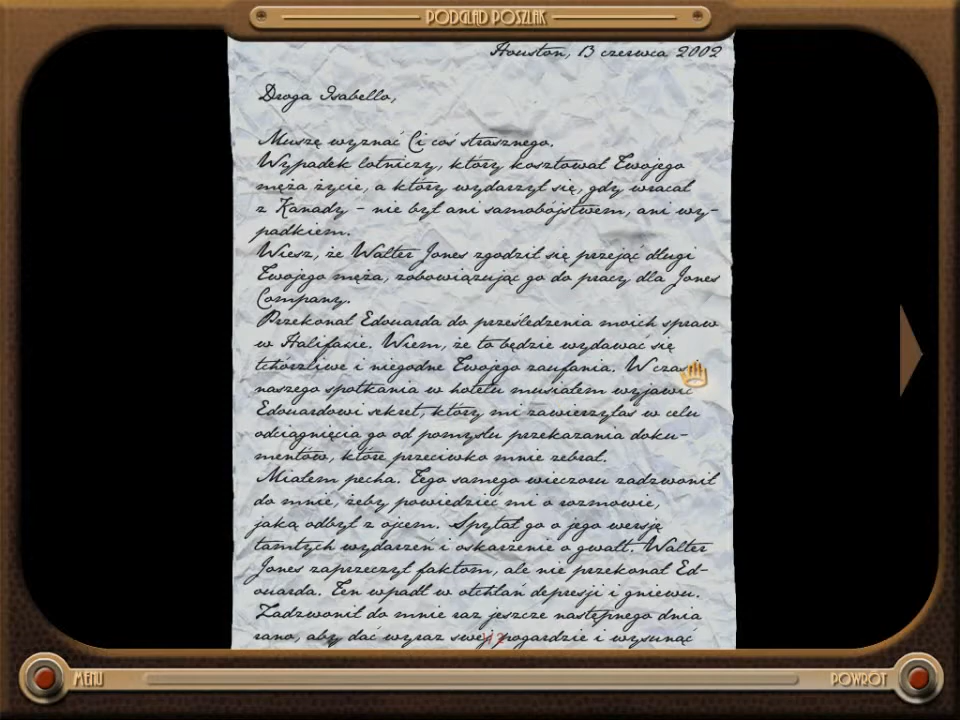 PODGLĄD POSZLAK
Houston, 13 czerwca 2002
Droga Isabello,
Muszę wyznać Ci coś strasznego.
Wypadek lotniczy, który kosztował Twojego
męża życie, a który wydarzył się, gdy wracał
z Kanady - nie był ani samobójstwem, ani wy-
padkiem.
Wiesz, że Walter Jones zgodził się przejąć długi
Twojego męża, zobowiązując go do pracy dla Jones
Company.
Przekonał Edouarda do prześledzenia moich spraw
w Halifaxie. Wiem, że to będzie wydawać się
tchórzliwe i niegodne Twojego zaufania. W czas
naszego spotkania w hotelu musiałem wyjawić
Edouardowi sekret, który mi zawierzyłaś w celu
odciągnięcia go od pomysłu przekazania doku-
mentów, które przeciwko mnie zebrał.
Miałem pecha. Tego samego wieczoru zadzwonił
do mnie, żeby powiedzieć mi o rozmowie,
jaką odbył z ojcem. Spytał go o jego wersję
tamtych wydarzeń i oskarżenie o gwałt. Walter
Jones zaprzeczył faktom, ale nie przekonał Ed-
ouarda. Ten wpadł w otchłań depresji i gniewu.
Zadzwonił do mnie raz jeszcze następnego dnia
rano, aby dać wyraz swej pogardzie i wysunąć
MENU
POWRÓT